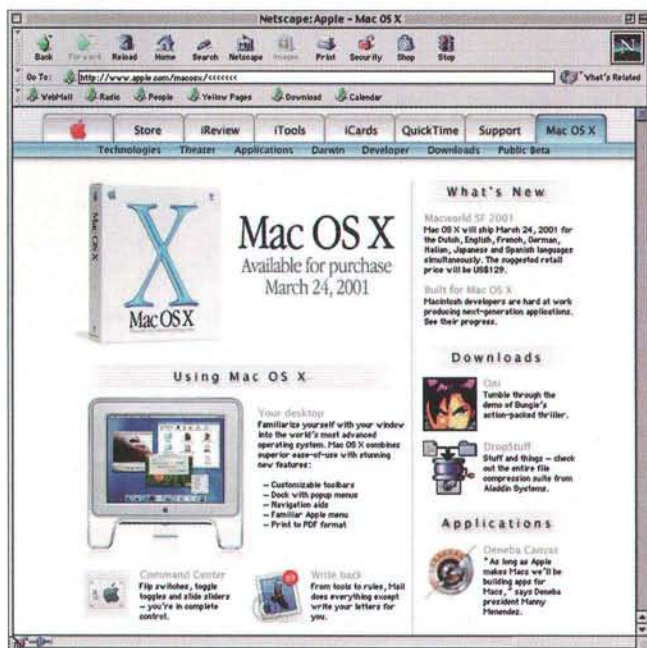 Netscape: Apple - Mac OS X
Back
Forward
Reload
Home
Search
Netscape
Images
Print
Security
Shop
Stop
Go To: http://www.apple.com/macosx/<<<<<<<
What's Related
WebMail
Radio
People
Yellow Pages
Download
Calendar
Store
iReview
iTools
iCards
QuickTime
Support
Mac OS X
Technologies
Theater
Applications
Darwin
Developer
Downloads
Public Beta
X
Mac OS X
Mac OS X
Available for purchase
March 24, 2001
What's New
Macworld SF 2001
Mac OS X will ship March 24, 2001 for
the Dutch, English, French, German,
Italian, Japanese and Spanish languages
simultaneously. The suggested retail
price will be US$129.
Built for Mac OS X
Macintosh developers are hard at work
producing next-generation applications.
See their progress.
Using Mac OS X
Your desktop
Familiarize yourself with your window
into the world's most advanced
operating system. Mac OS X combines
superior ease-of-use with stunning
new features:
– Customizable toolbars
– Dock with popup menus
– Navigation aids
– Familiar Apple menu
– Print to PDF format
Command Center
Flip switches, toggle
toggles and slide sliders
– you're in complete
control.
Write back
From tools to rules, Mail
does everything except
write your letters for
you.
Downloads
Oni
Tumble through the
demo of Bungie's
action-packed thriller.
DropStuff
Stuff and things – check
out the entire file
compression suite from
Aladdin Systems.
Applications
Deneba Canvas
"As long as Apple
makes Macs we'll be
building apps for
Macs," says Deneba
president Manny
Menendez.